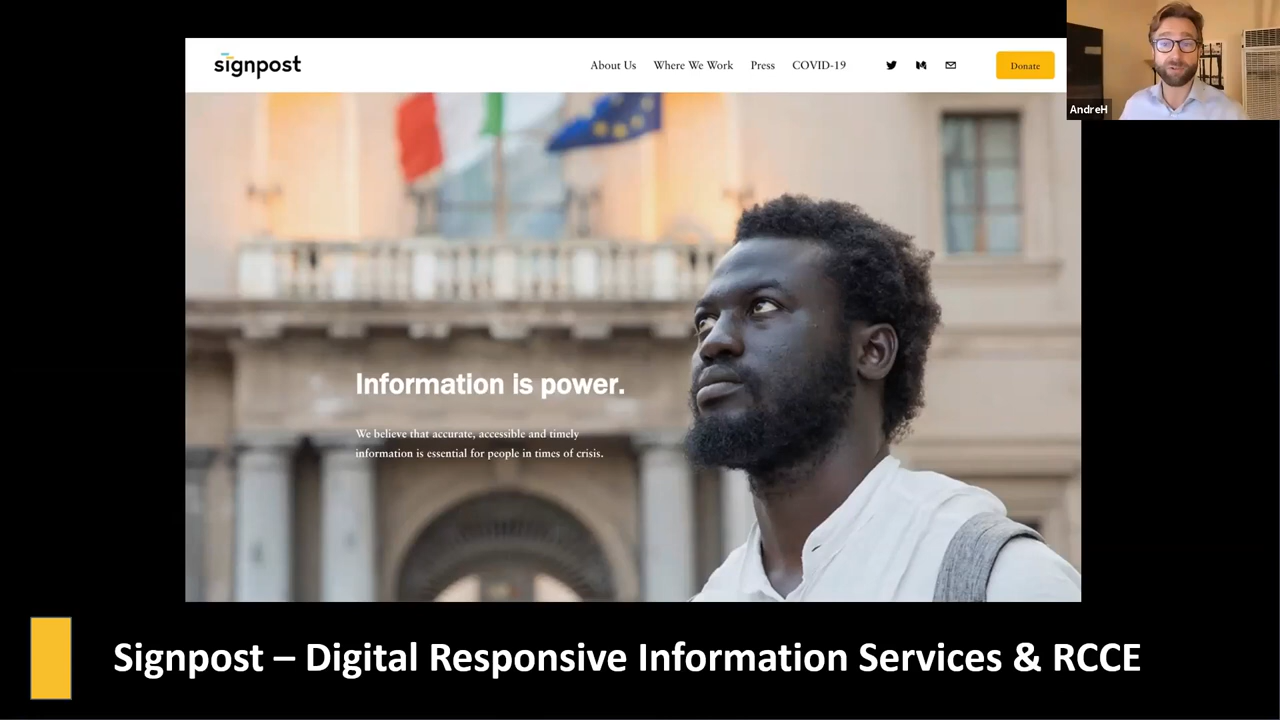 signpost
About Us Where We Work Press COVID-19 Donate
AndreH
Information is power.
We believe that accurate, accessible and timely
information is essential for people in times of crisis.
Signpost – Digital Responsive Information Services & RCCE